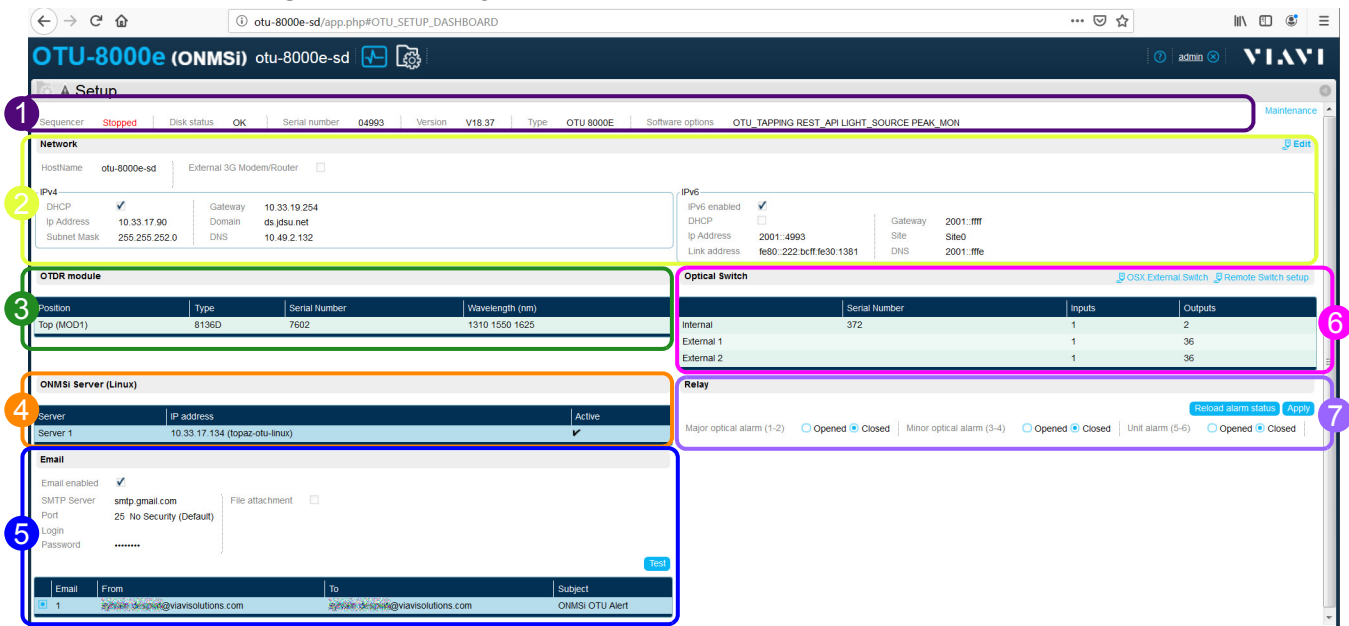 otu-8000e-sd/app.php#OTU_SETUP_DASHBOARD
OTU-8000e (ONMSi) otu-8000e-sd
admin
VIAVI
Setup
Maintenance
1
Sequencer Stopped Disk status OK Serial number 04993 Version V18.37 Type OTU 8000E Software options OTU_TAPPING REST_API LIGHT_SOURCE PEAK_MON
Network Edit
HostName otu-8000e-sd External 3G Modem/Router
2
IPv4
DHCP Gateway 10.33.19.254
Ip Address 10.33.17.90 Domain ds.jdsu.net
Subnet Mask 255.255.252.0 DNS 10.49.2.132
IPv6
IPv6 enabled
DHCP Gateway 2001::ffff
Ip Address 2001::4993 Site Site0
Link address fe80::222:bcff:fe30:1381 DNS 2001::fffe
3
OTDR module
Position Type Serial Number Wavelength (nm)
Top (MOD1) 8136D 7602 1310 1550 1625
6
Optical Switch OSX External Switch Remote Switch setup
Serial Number Inputs Outputs
Internal 372 1 2
External 1 1 36
External 2 1 36
4
ONMSi Server (Linux)
Server IP address Active
Server 1 10.33.17.134 (topaz-otu-linux)
7
Relay
Reload alarm status Apply
Major optical alarm (1-2) Opened Closed Minor optical alarm (3-4) Opened Closed Unit alarm (5-6) Opened Closed
5
Email
Email enabled
SMTP Server smtp.gmail.com File attachment
Port 25 No Security (Default)
Login
Password ••••••••
Test
Email From To Subject
1 @viavisolutions.com @viavisolutions.com ONMSi OTU Alert